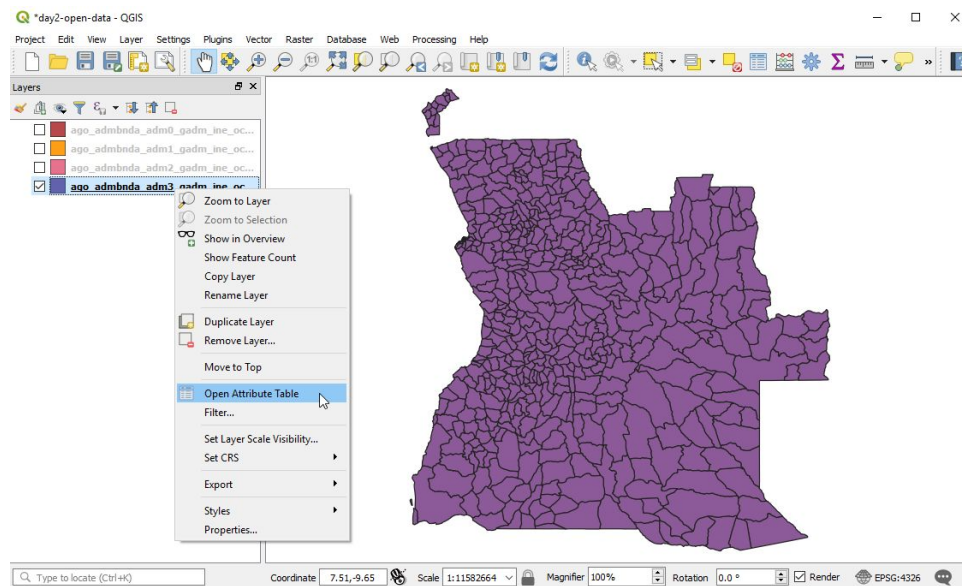 *day2-open-data - QGIS
Project Edit View Layer Settings Plugins Vector Raster Database Web Processing Help
Layers
ago_admbnda_adm0_gadm_ine_oc...
ago_admbnda_adm1_gadm_ine_oc...
ago_admbnda_adm2_gadm_ine_oc...
ago_admbnda_adm3_gadm_ine_oc
Zoom to Layer
Zoom to Selection
Show in Overview
Show Feature Count
Copy Layer
Rename Layer
Duplicate Layer
Remove Layer...
Move to Top
Open Attribute Table
Filter...
Set Layer Scale Visibility...
Set CRS
Export
Styles
Properties...
Type to locate (Ctrl+K) Coordinate 7.51,-9.65 Scale 1:11582664 Magnifier 100% Rotation 0.0 ° Render EPSG:4326